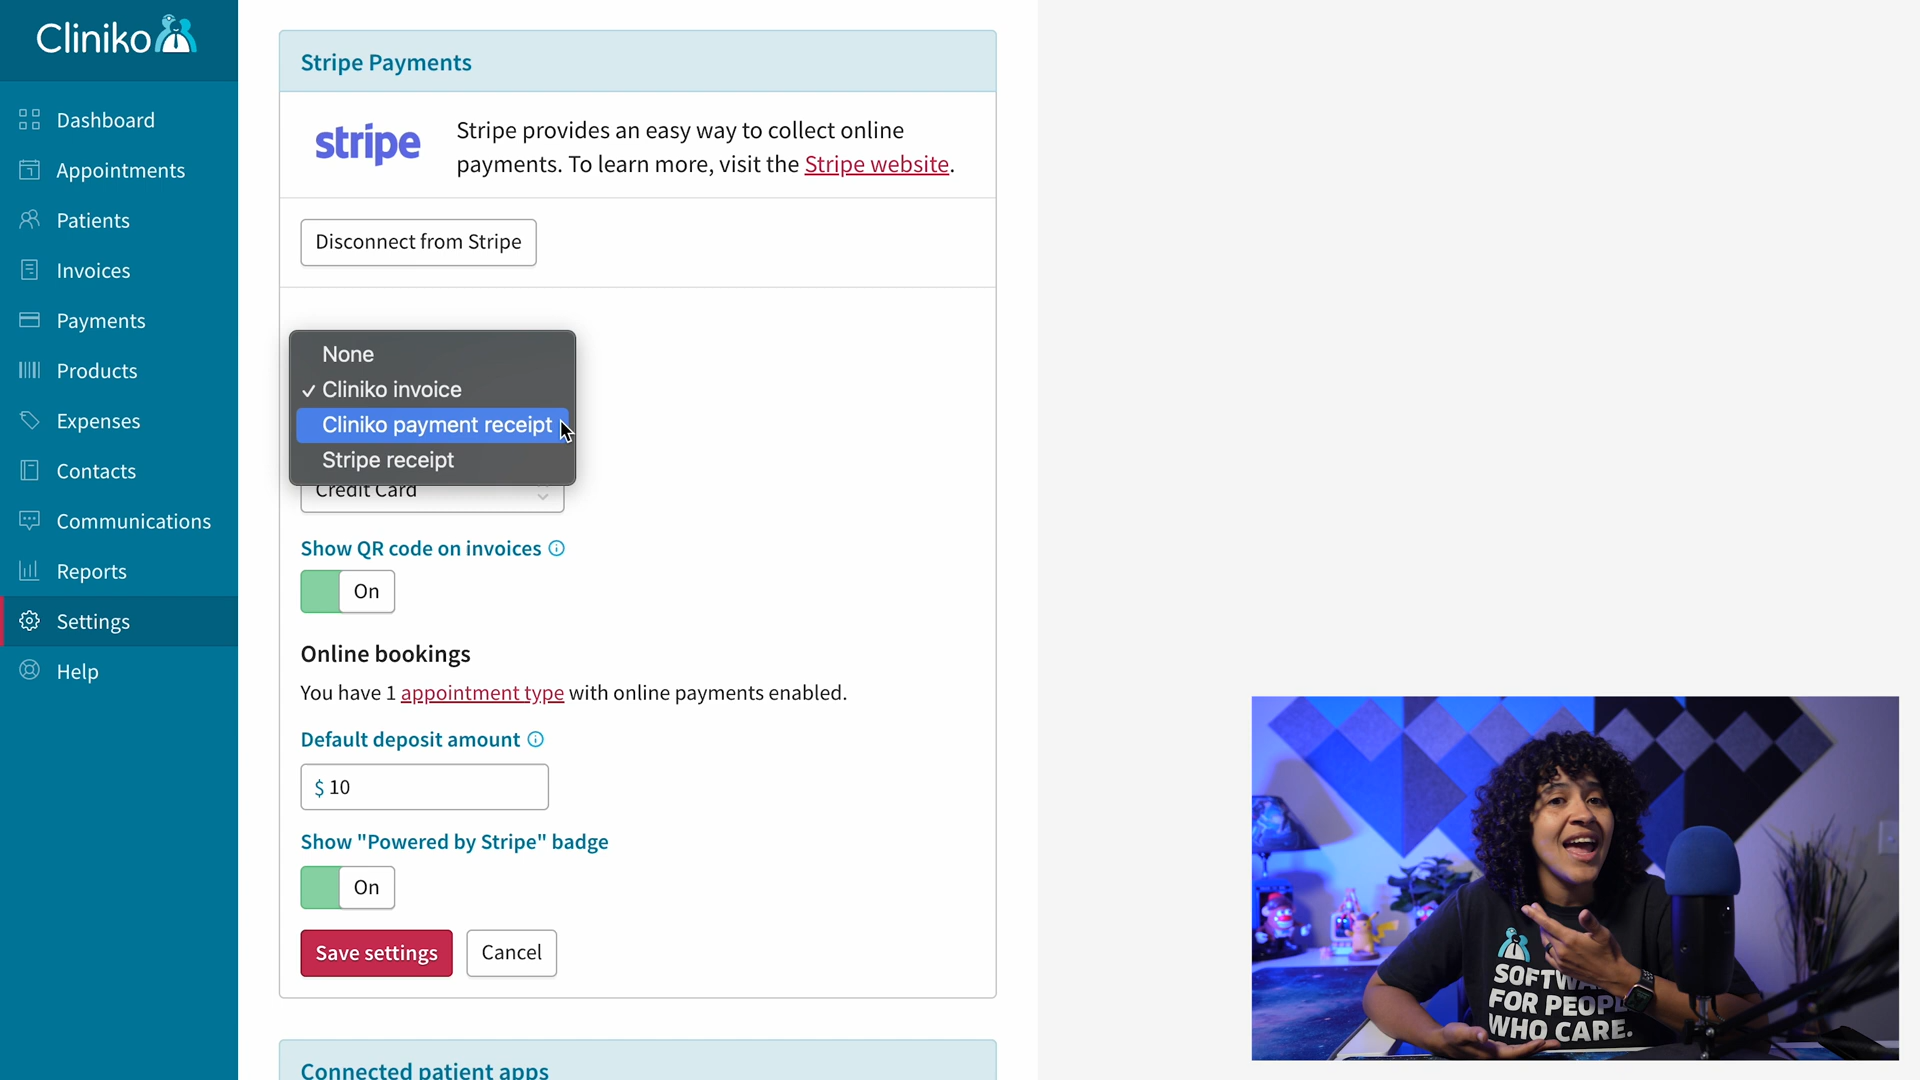 Cliniko
Dashboard
Appointments
Patients
Invoices
Payments
Products
Expenses
Contacts
Communications
Reports
Settings
Help
Stripe Payments
stripe
Stripe provides an easy way to collect online
payments. To learn more, visit the Stripe website.
Disconnect from Stripe
None
✓ Cliniko invoice
Cliniko payment receipt
Stripe receipt
Credit Card
Show QR code on invoices
On
Online bookings
You have 1 appointment type with online payments enabled.
Default deposit amount
$ 10
Show "Powered by Stripe" badge
On
Save settings
Cancel
Connected patient apps
FOR PEOPL
WHO CARE.